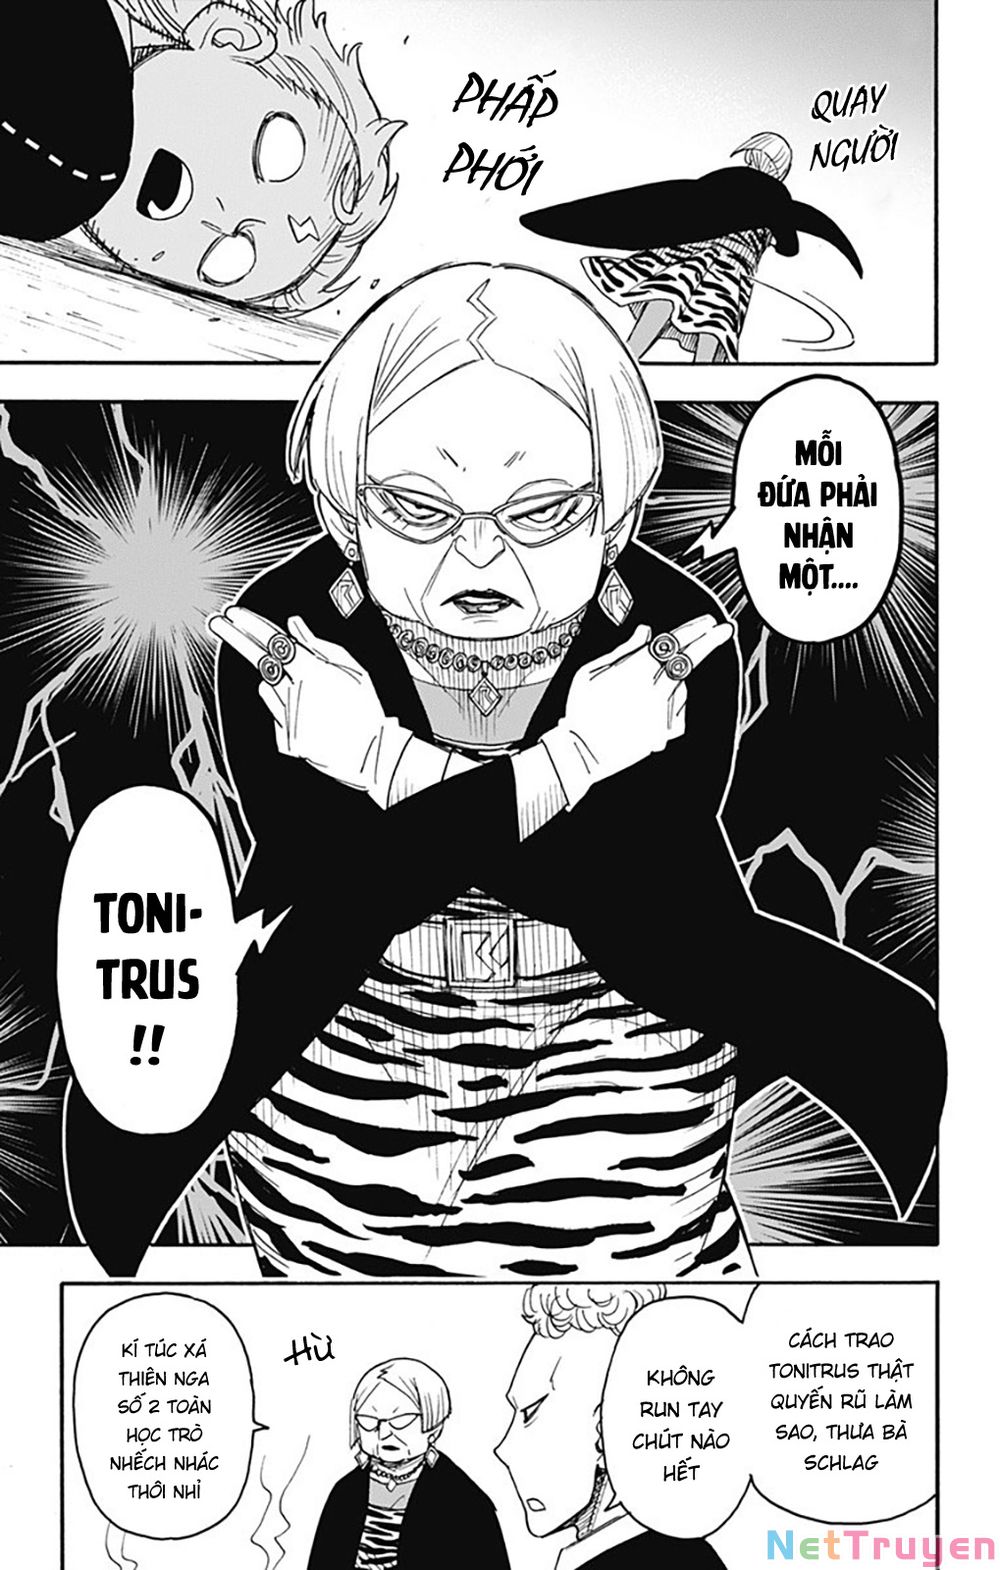 QUAY
NGƯỜI
PHẤP
PHỚI
MỖI
ĐỨA PHẢI
NHẬN
MỘT....
TONI-
TRUS
!!
CÁCH TRAO
TONITRUS THẬT
QUYẾN RŨ LÀM
SAO, THƯA BÀ
SCHLAG
KHÔNG
RUN TAY
CHÚT NÀO
HẾT
HỪ
KÍ TÚC XÁ
THIÊN NGA
SỐ 2 TOÀN
HỌC TRÒ
NHẾCH NHÁC
THÔI NHỈ
NetTruyen